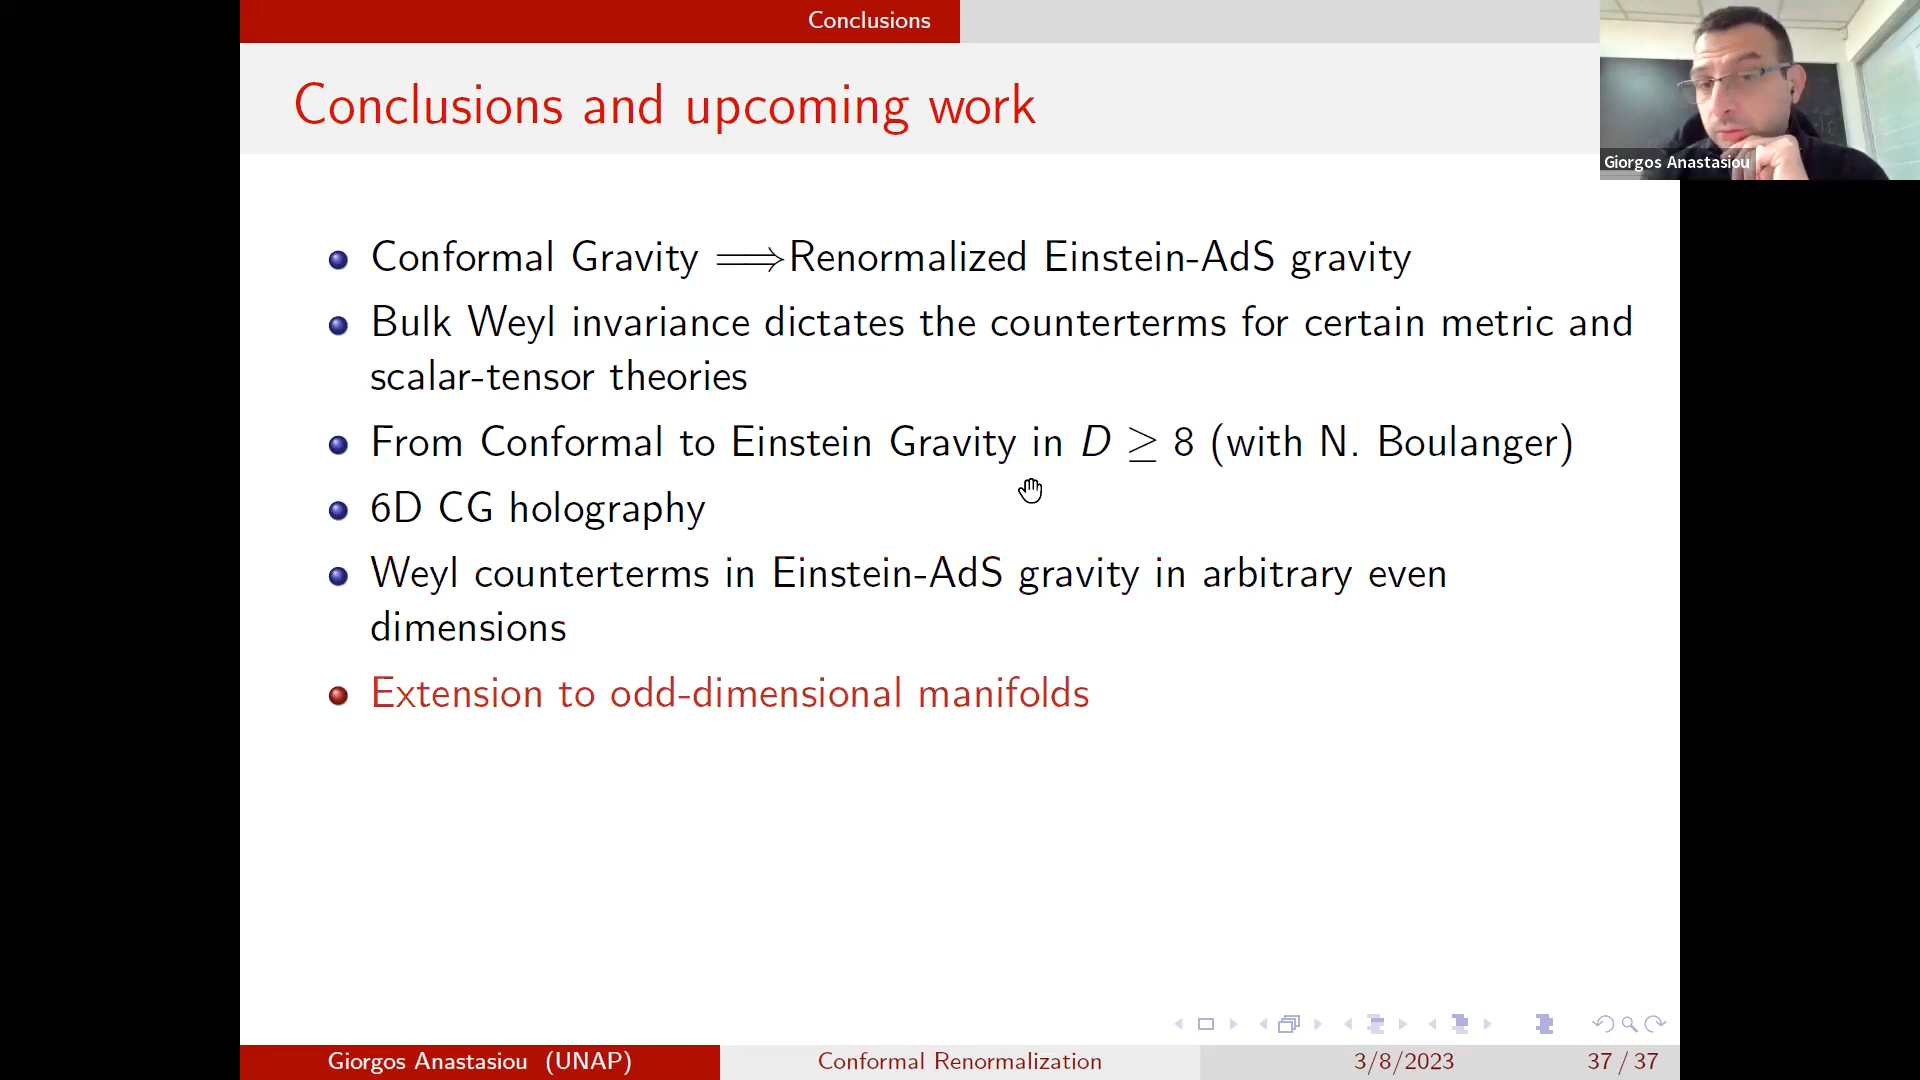 Conclusions
Conclusions and upcoming work
Giorgos Anastasiou
Conformal Gravity ⟹Renormalized Einstein-AdS gravity
Bulk Weyl invariance dictates the counterterms for certain metric and
scalar-tensor theories
From Conformal to Einstein Gravity in D ≥ 8 (with N. Boulanger)
6D CG holography
Weyl counterterms in Einstein-AdS gravity in arbitrary even
dimensions
Extension to odd-dimensional manifolds
Giorgos Anastasiou (UNAP)
Conformal Renormalization
3/8/2023
37 / 37